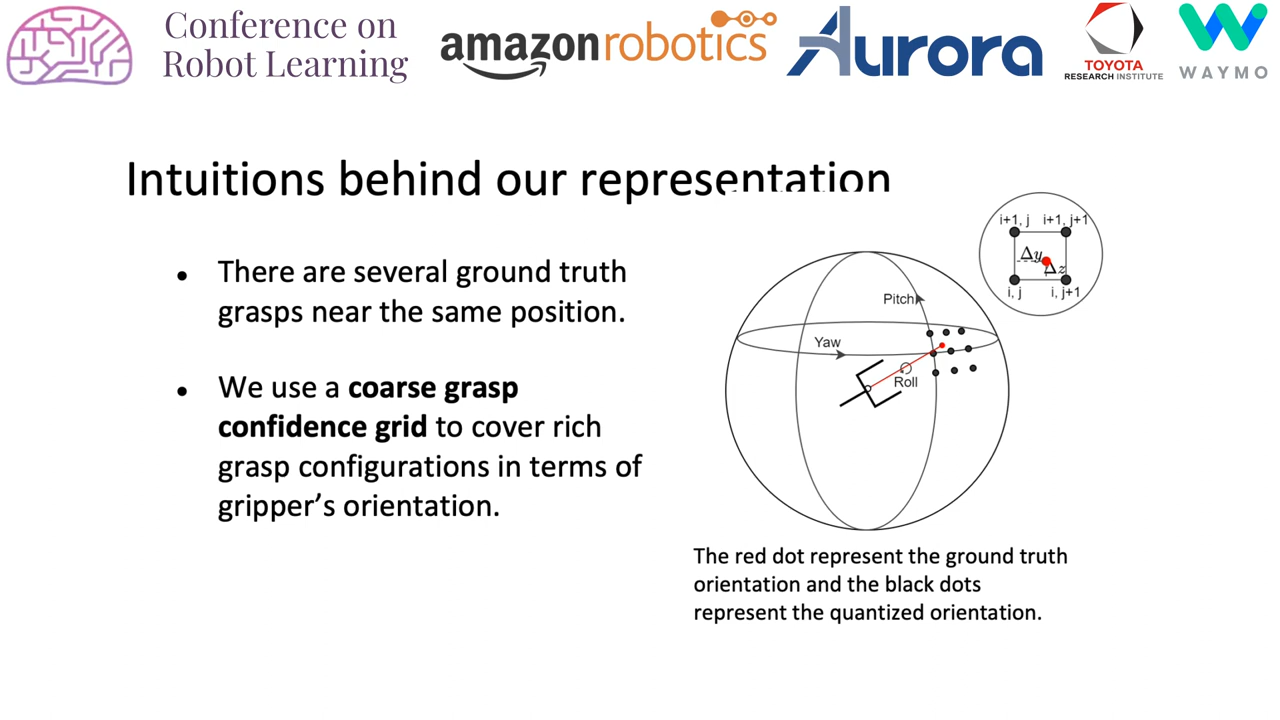 Conference on
Robot Learning
amazonrobotics
Aurora
TOYOTA
RESEARCH INSTITUTE
WAYMO
Intuitions behind our representation
There are several ground truth
grasps near the same position.
We use a coarse grasp
confidence grid to cover rich
grasp configurations in terms of
gripper’s orientation.
i+1, j i+1, j+1
Δy
Δz
i, j i, j+1
Pitch
Yaw
Roll
The red dot represent the ground truth
orientation and the black dots
represent the quantized orientation.